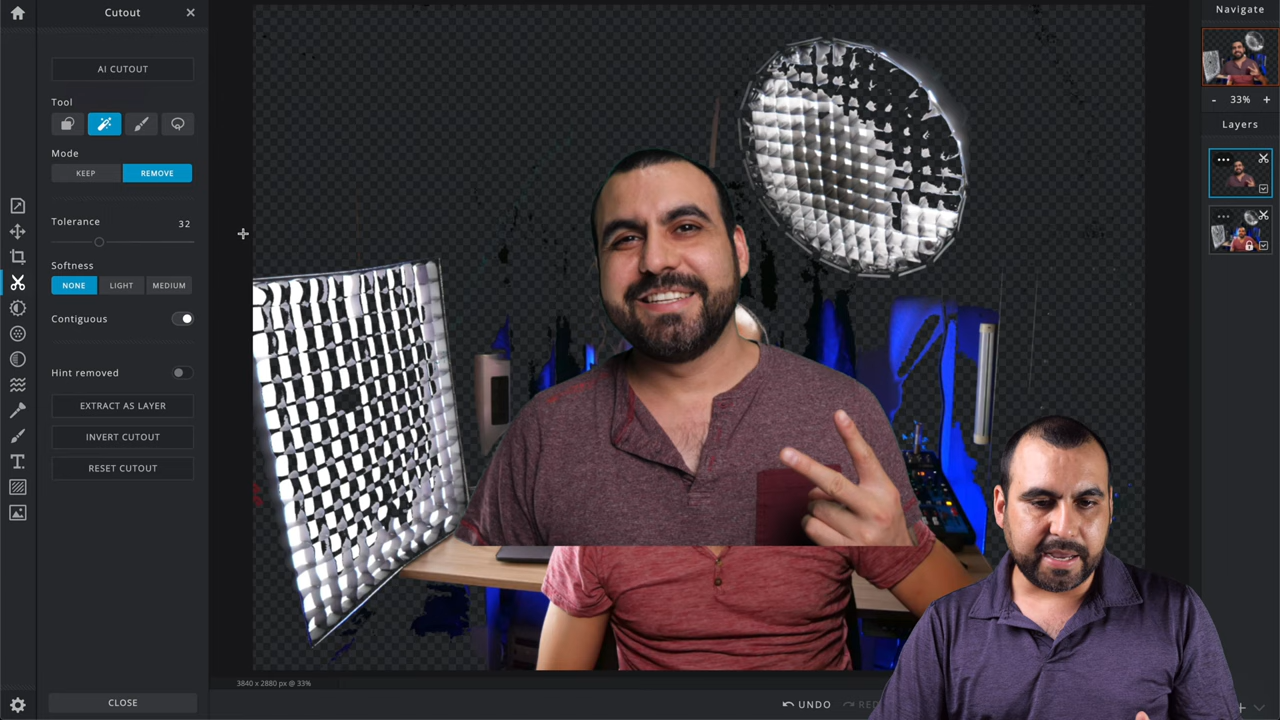 Cutout
Navigate
AI CUTOUT
Tool
- 33% +
Layers
Mode
KEEP
REMOVE
Tolerance
32
Softness
NONE
LIGHT
MEDIUM
Contiguous
Hint removed
EXTRACT AS LAYER
INVERT CUTOUT
RESET CUTOUT
3840 x 2880 px @ 33%
CLOSE
UNDO